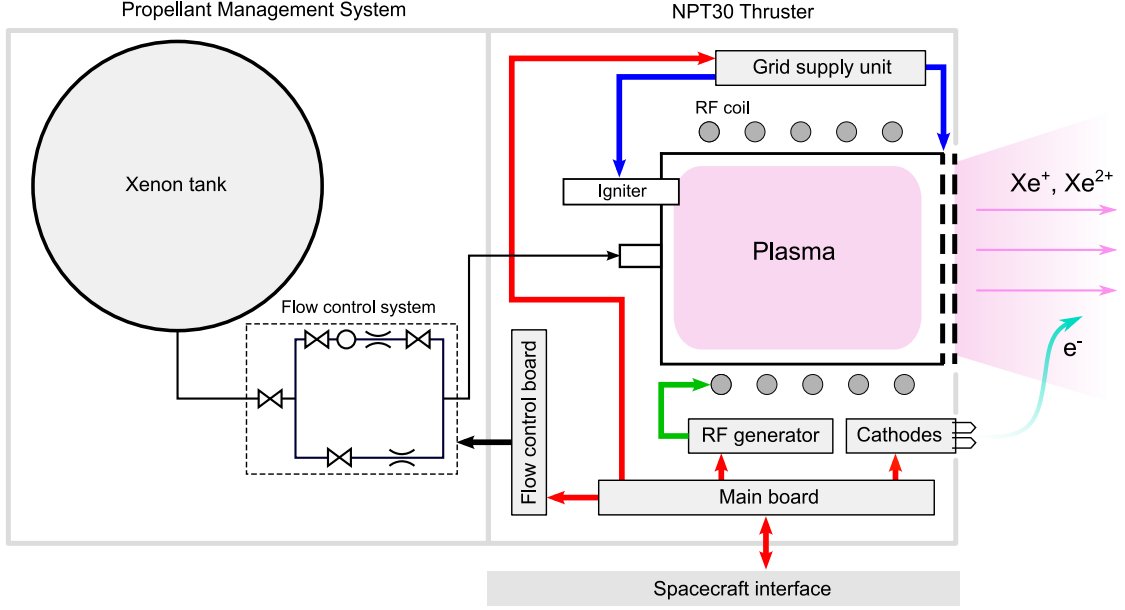 Propellant Management System
NPT30 Thruster
Grid supply unit
RF coil
Xenon tank
Igniter
Xe⁺, Xe²⁺
Plasma
Flow control system
e⁻
Flow control board
RF generator
Cathodes
Main board
Spacecraft interface